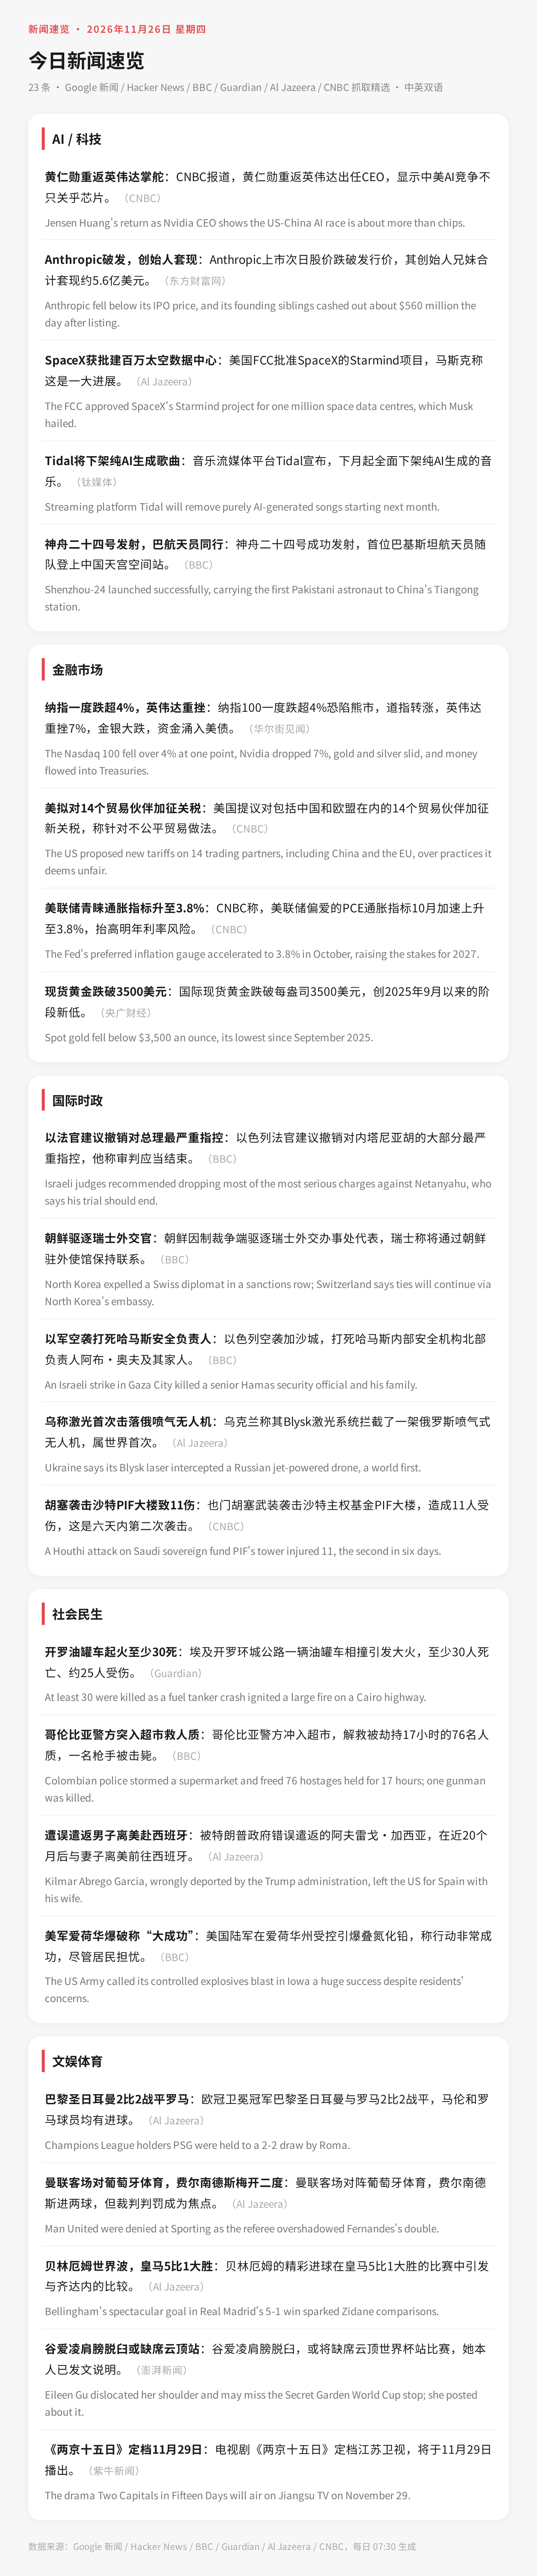 新闻速览 · 2026年11月26日 星期四
今日新闻速览
23 条 · Google 新闻 / Hacker News / BBC / Guardian / Al Jazeera / CNBC 抓取精选 · 中英双语
AI / 科技
黄仁勋重返英伟达掌舵：CNBC报道，黄仁勋重返英伟达出任CEO，显示中美AI竞争不
只关乎芯片。（CNBC）
Jensen Huang's return as Nvidia CEO shows the US-China AI race is about more than chips.
Anthropic破发，创始人套现：Anthropic上市次日股价跌破发行价，其创始人兄妹合
计套现约5.6亿美元。（东方财富网）
Anthropic fell below its IPO price, and its founding siblings cashed out about $560 million the
day after listing.
SpaceX获批建百万太空数据中心：美国FCC批准SpaceX的Starmind项目，马斯克称
这是一大进展。（Al Jazeera）
The FCC approved SpaceX's Starmind project for one million space data centres, which Musk
hailed.
Tidal将下架纯AI生成歌曲：音乐流媒体平台Tidal宣布，下月起全面下架纯AI生成的音
乐。（钛媒体）
Streaming platform Tidal will remove purely AI-generated songs starting next month.
神舟二十四号发射，巴航天员同行：神舟二十四号成功发射，首位巴基斯坦航天员随
队登上中国天宫空间站。（BBC）
Shenzhou-24 launched successfully, carrying the first Pakistani astronaut to China's Tiangong
station.
金融市场
纳指一度跌超4%，英伟达重挫：纳指100一度跌超4%恐陷熊市，道指转涨，英伟达
重挫7%，金银大跌，资金涌入美债。（华尔街见闻）
The Nasdaq 100 fell over 4% at one point, Nvidia dropped 7%, gold and silver slid, and money
flowed into Treasuries.
美拟对14个贸易伙伴加征关税：美国提议对包括中国和欧盟在内的14个贸易伙伴加征
新关税，称针对不公平贸易做法。（CNBC）
The US proposed new tariffs on 14 trading partners, including China and the EU, over practices it
deems unfair.
美联储青睐通胀指标升至3.8%：CNBC称，美联储偏爱的PCE通胀指标10月加速上升
至3.8%，抬高明年利率风险。（CNBC）
The Fed's preferred inflation gauge accelerated to 3.8% in October, raising the stakes for 2027.
现货黄金跌破3500美元：国际现货黄金跌破每盎司3500美元，创2025年9月以来的阶
段新低。（央广财经）
Spot gold fell below $3,500 an ounce, its lowest since September 2025.
国际时政
以法官建议撤销对总理最严重指控：以色列法官建议撤销对内塔尼亚胡的大部分最严
重指控，他称审判应当结束。（BBC）
Israeli judges recommended dropping most of the most serious charges against Netanyahu, who
says his trial should end.
朝鲜驱逐瑞士外交官：朝鲜因制裁争端驱逐瑞士外交办事处代表，瑞士称将通过朝鲜
驻外使馆保持联系。（BBC）
North Korea expelled a Swiss diplomat in a sanctions row; Switzerland says ties will continue via
North Korea's embassy.
以军空袭打死哈马斯安全负责人：以色列空袭加沙城，打死哈马斯内部安全机构北部
负责人阿布·奥夫及其家人。（BBC）
An Israeli strike in Gaza City killed a senior Hamas security official and his family.
乌称激光首次击落俄喷气无人机：乌克兰称其Blysk激光系统拦截了一架俄罗斯喷气式
无人机，属世界首次。（Al Jazeera）
Ukraine says its Blysk laser intercepted a Russian jet-powered drone, a world first.
胡塞袭击沙特PIF大楼致11伤：也门胡塞武装袭击沙特主权基金PIF大楼，造成11人受
伤，这是六天内第二次袭击。（CNBC）
A Houthi attack on Saudi sovereign fund PIF's tower injured 11, the second in six days.
社会民生
开罗油罐车起火至少30死：埃及开罗环城公路一辆油罐车相撞引发大火，至少30人死
亡、约25人受伤。（Guardian）
At least 30 were killed as a fuel tanker crash ignited a large fire on a Cairo highway.
哥伦比亚警方突入超市救人质：哥伦比亚警方冲入超市，解救被劫持17小时的76名人
质，一名枪手被击毙。（BBC）
Colombian police stormed a supermarket and freed 76 hostages held for 17 hours; one gunman
was killed.
遭误遣返男子离美赴西班牙：被特朗普政府错误遣返的阿夫雷戈·加西亚，在近20个
月后与妻子离美前往西班牙。（Al Jazeera）
Kilmar Abrego Garcia, wrongly deported by the Trump administration, left the US for Spain with
his wife.
美军爱荷华爆破称“大成功”：美国陆军在爱荷华州受控引爆叠氮化铅，称行动非常成
功，尽管居民担忧。（BBC）
The US Army called its controlled explosives blast in Iowa a huge success despite residents'
concerns.
文娱体育
巴黎圣日耳曼2比2战平罗马：欧冠卫冕冠军巴黎圣日耳曼与罗马2比2战平，马伦和罗
马球员均有进球。（Al Jazeera）
Champions League holders PSG were held to a 2-2 draw by Roma.
曼联客场对葡萄牙体育，费尔南德斯梅开二度：曼联客场对阵葡萄牙体育，费尔南德
斯进两球，但裁判判罚成为焦点。（Al Jazeera）
Man United were denied at Sporting as the referee overshadowed Fernandes's double.
贝林厄姆世界波，皇马5比1大胜：贝林厄姆的精彩进球在皇马5比1大胜的比赛中引发
与齐达内的比较。（Al Jazeera）
Bellingham's spectacular goal in Real Madrid's 5-1 win sparked Zidane comparisons.
谷爱凌肩膀脱臼或缺席云顶站：谷爱凌肩膀脱臼，或将缺席云顶世界杯站比赛，她本
人已发文说明。（澎湃新闻）
Eileen Gu dislocated her shoulder and may miss the Secret Garden World Cup stop; she posted
about it.
《两京十五日》定档11月29日：电视剧《两京十五日》定档江苏卫视，将于11月29日
播出。（紫牛新闻）
The drama Two Capitals in Fifteen Days will air on Jiangsu TV on November 29.
数据来源：Google 新闻 / Hacker News / BBC / Guardian / Al Jazeera / CNBC，每日 07:30 生成